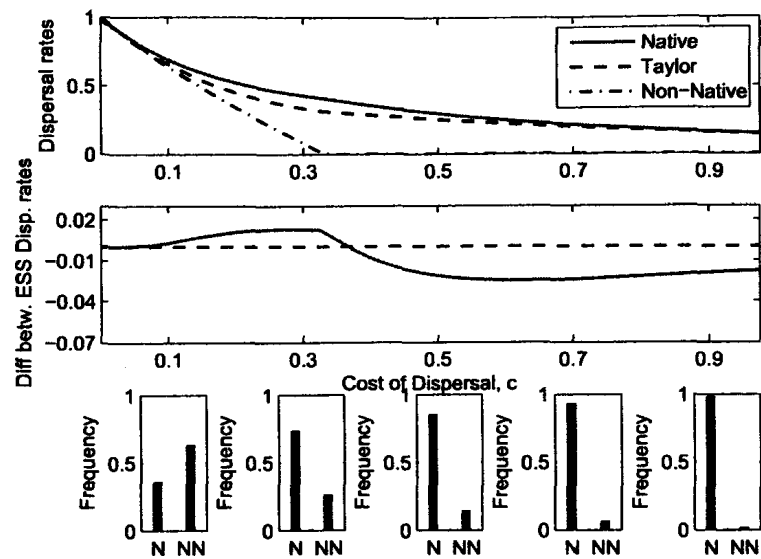 Dispersal rates
1
0.5
0
Native
Taylor
Non-Native
0.1 0.3 0.5 0.7 0.9
Diff betw. ESS Disp. rates
0.02
-0.01
-0.04
-0.07
0.1 0.3 0.5 0.7 0.9
Cost of Dispersal, c
Frequency
1
0.5
0
N NN
Frequency
1
0.5
0
N NN
Frequency
1
0.5
0
N NN
Frequency
1
0.5
0
N NN
Frequency
1
0.5
0
N NN